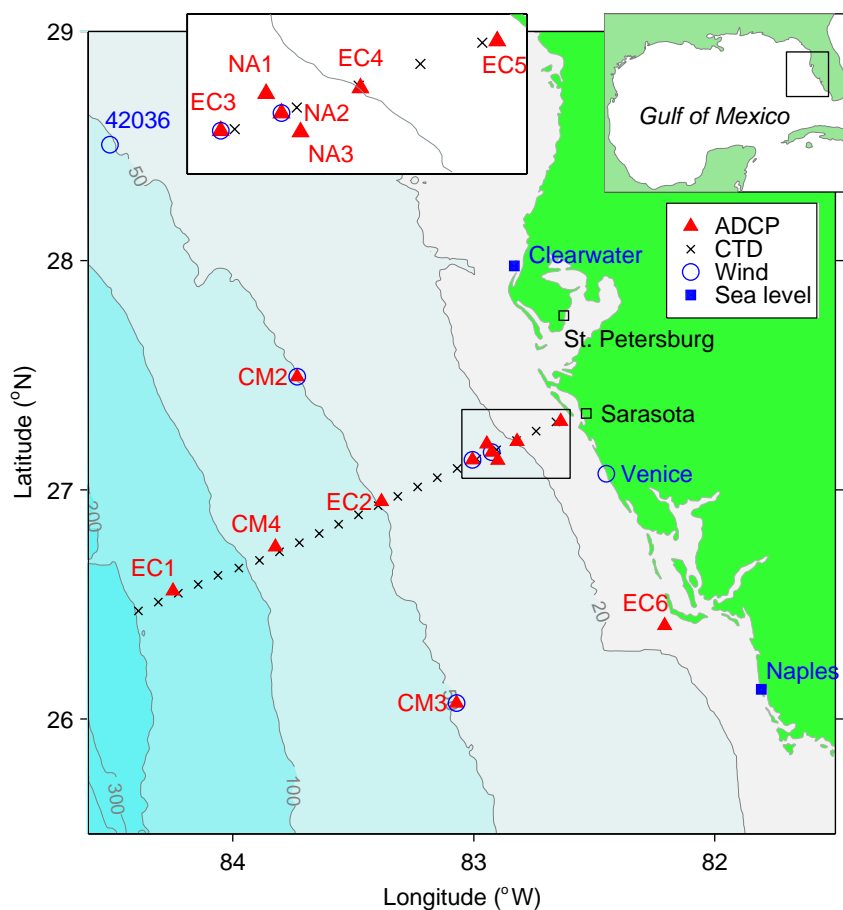 29
28
27
26
84
83
82
Latitude (°N)
Longitude (°W)
NA1
EC4
EC5
EC3
NA2
NA3
42036
Gulf of Mexico
ADCP
CTD
Wind
Sea level
50
Clearwater
St. Petersburg
CM2
Sarasota
Venice
EC2
200
CM4
EC1
20
EC6
Naples
CM3
100
300